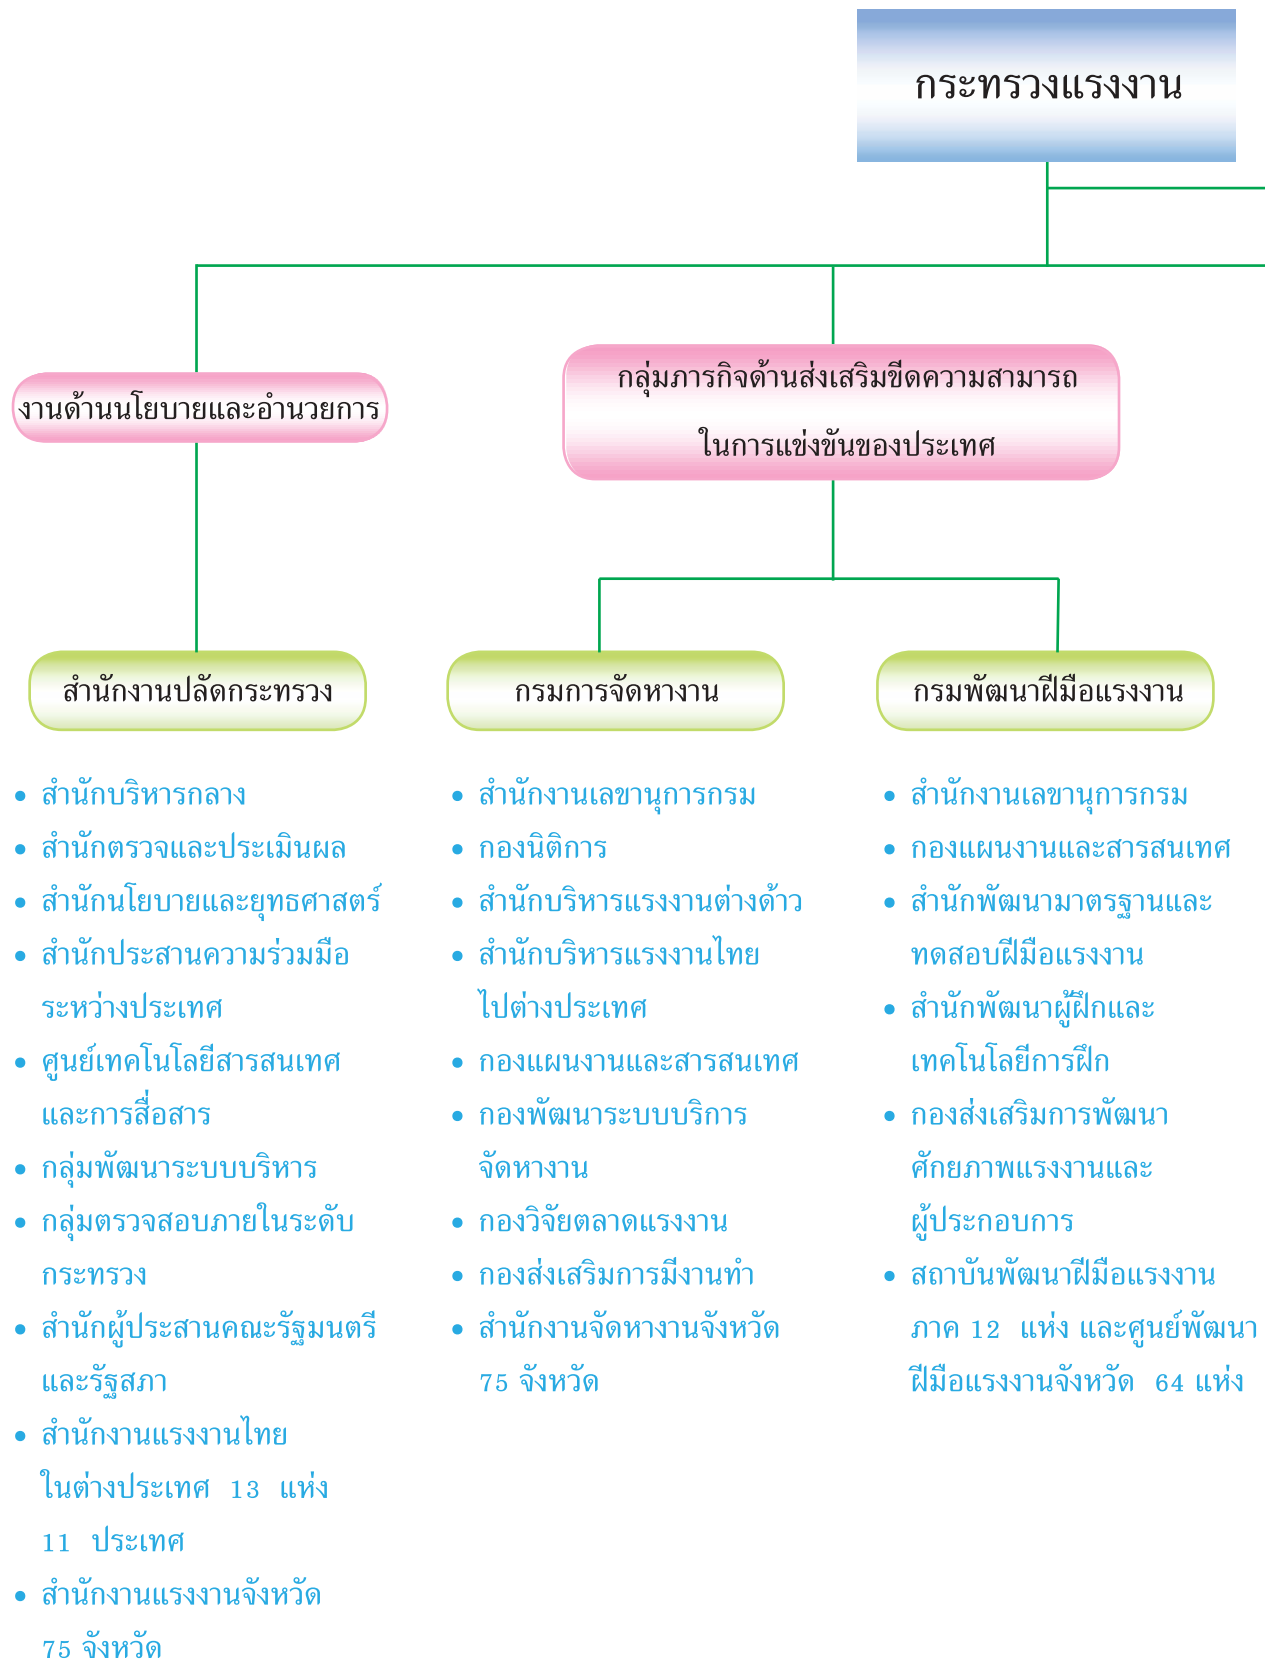 กระทรวงแรงงาน
งานด้านนโยบายและอำนวยการ
กลุ่มภารกิจด้านส่งเสริมขีดความสามารถ
ในการแข่งขันของประเทศ
สำนักงานปลัดกระทรวง
กรมการจัดหางาน
กรมพัฒนาฝีมือแรงงาน
• สำนักบริหารกลาง
• สำนักตรวจและประเมินผล
• สำนักนโยบายและยุทธศาสตร์
• สำนักประสานความร่วมมือ
ระหว่างประเทศ
• ศูนย์เทคโนโลยีสารสนเทศ
และการสื่อสาร
• กลุ่มพัฒนาระบบบริหาร
• กลุ่มตรวจสอบภายในระดับ
กระทรวง
• สำนักผู้ประสานคณะรัฐมนตรี
และรัฐสภา
• สำนักงานแรงงานไทย
ในต่างประเทศ 13 แห่ง
11 ประเทศ
• สำนักงานแรงงานจังหวัด
75 จังหวัด
• สำนักงานเลขานุการกรม
• กองนิติการ
• สำนักบริหารแรงงานต่างด้าว
• สำนักบริหารแรงงานไทย
ไปต่างประเทศ
• กองแผนงานและสารสนเทศ
• กองพัฒนาระบบบริการ
จัดหางาน
• กองวิจัยตลาดแรงงาน
• กองส่งเสริมการมีงานทำ
• สำนักงานจัดหางานจังหวัด
75 จังหวัด
• สำนักงานเลขานุการกรม
• กองแผนงานและสารสนเทศ
• สำนักพัฒนามาตรฐานและ
ทดสอบฝีมือแรงงาน
• สำนักพัฒนาผู้ฝึกและ
เทคโนโลยีการฝึก
• กองส่งเสริมการพัฒนา
ศักยภาพแรงงานและ
ผู้ประกอบการ
• สถาบันพัฒนาฝีมือแรงงาน
ภาค 12 แห่ง และศูนย์พัฒนา
ฝีมือแรงงานจังหวัด 64 แห่ง